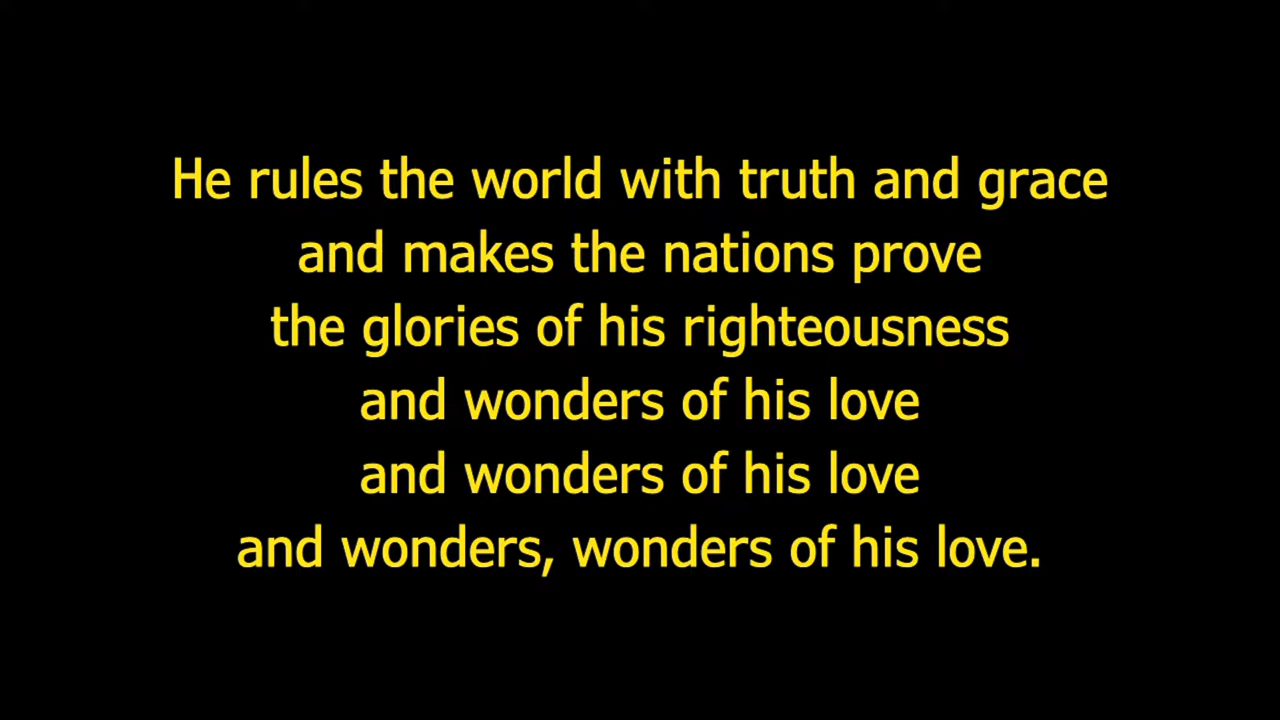 He rules the world with truth and grace
and makes the nations prove
the glories of his righteousness
and wonders of his love
and wonders of his love
and wonders, wonders of his love.